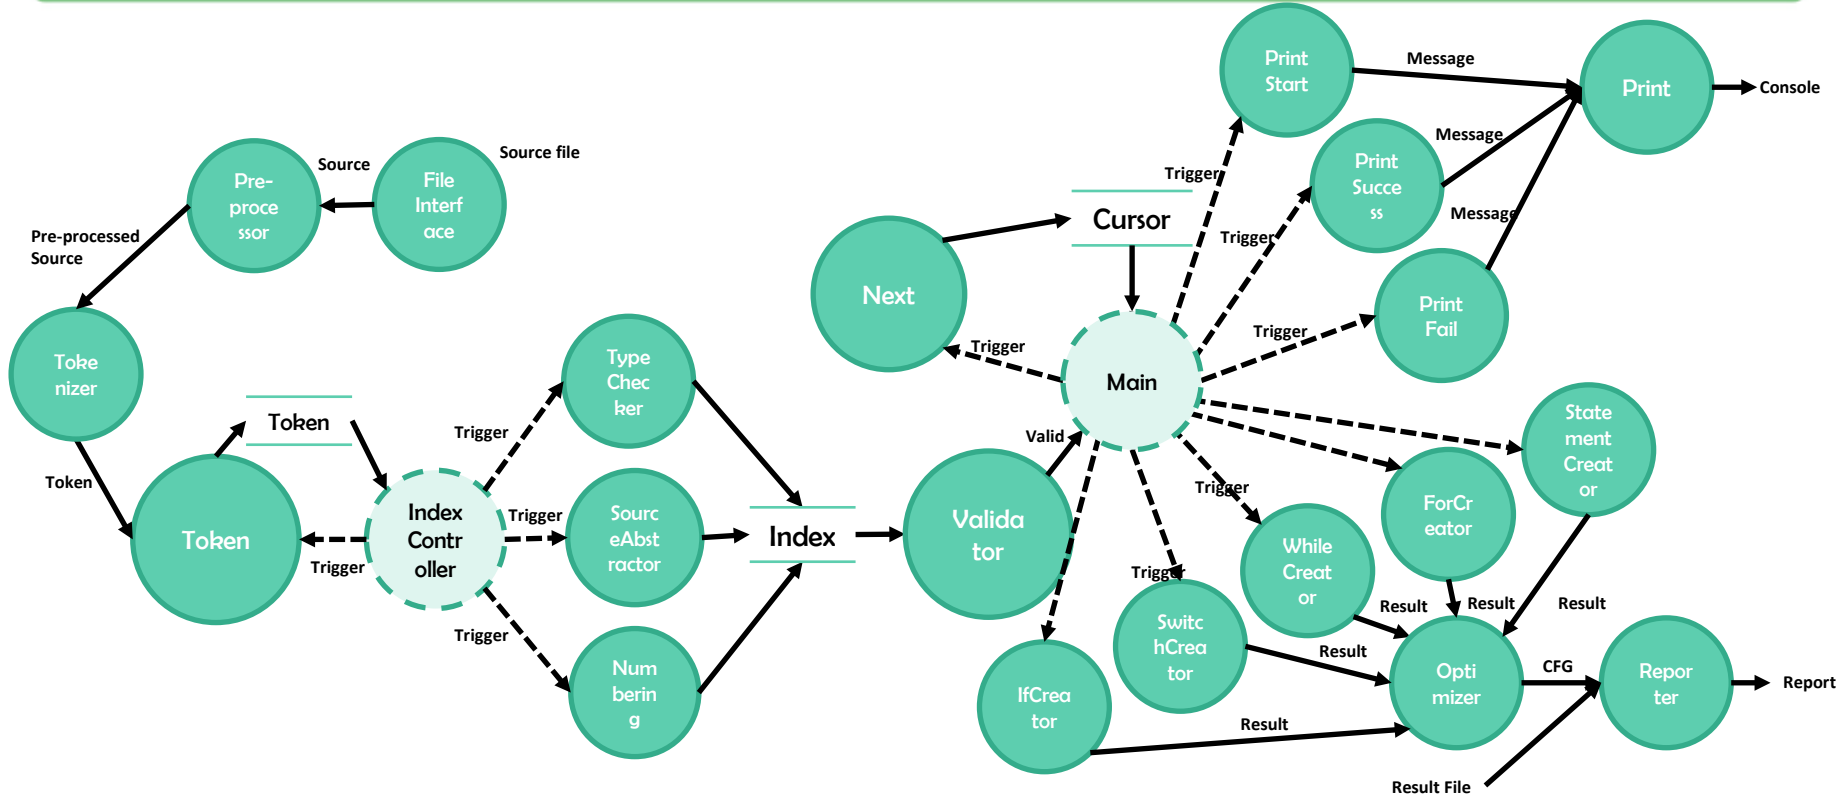 Source file
File
Interf
ace
Source
Pre-
proce
ssor
Pre-processed
Source
Toke
nizer
Token
Token
Token
Trigger
Index
Contr
oller
Trigger
Trigger
Trigger
Type
Chec
ker
Sourc
eAbst
ractor
Num
berin
g
Index
Valida
tor
Valid
Main
Trigger
Next
Cursor
Trigger
Print
Start
Message
Trigger
Print
Succe
ss
Message
Trigger
Print
Fail
Message
Print
Console
State
ment
Creat
or
Result
ForCr
eator
Result
Trigger
While
Creat
or
Result
Trigger
Switc
hCrea
tor
Result
IfCrea
tor
Result
Opti
mizer
CFG
Repor
ter
Report
Result File